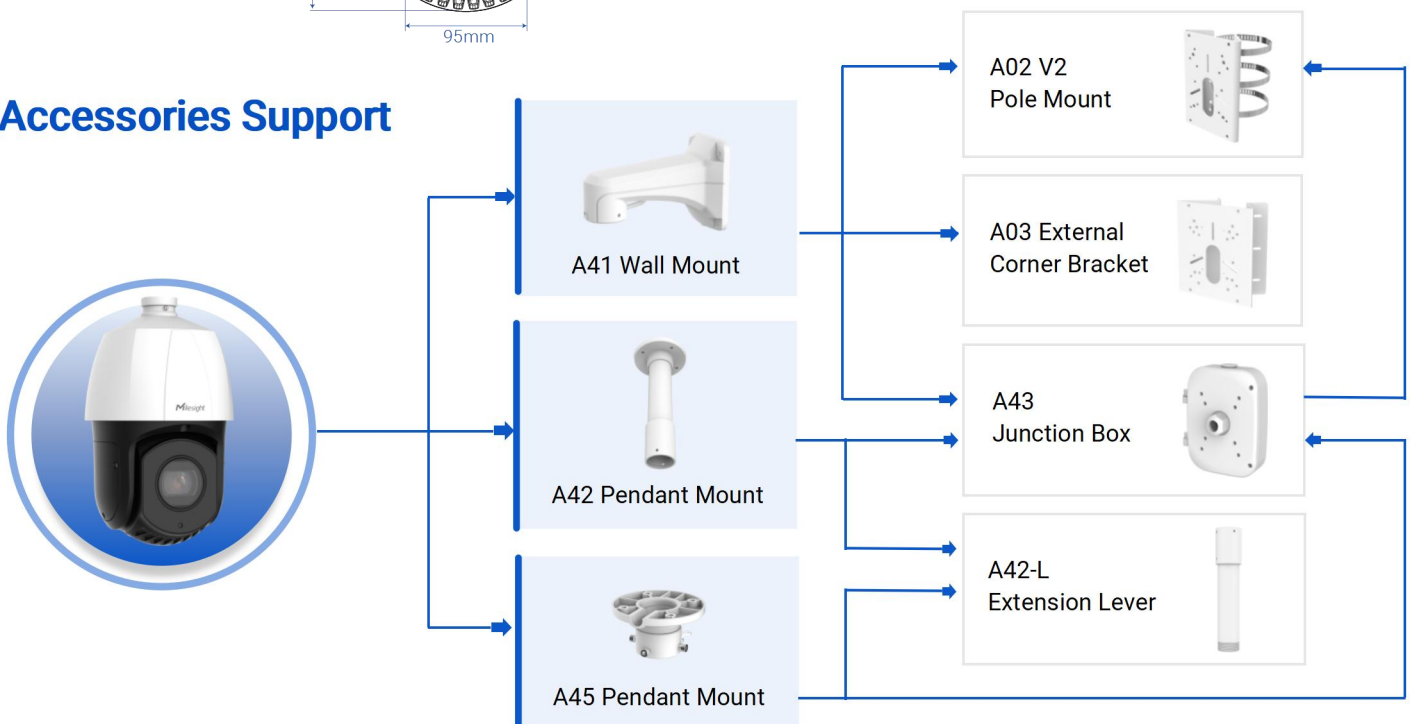 95mm
Accessories Support
A02 V2
Pole Mount
A41 Wall Mount
A03 External
Corner Bracket
Milesight
A42 Pendant Mount
A43
Junction Box
A42-L
Extension Lever
A45 Pendant Mount